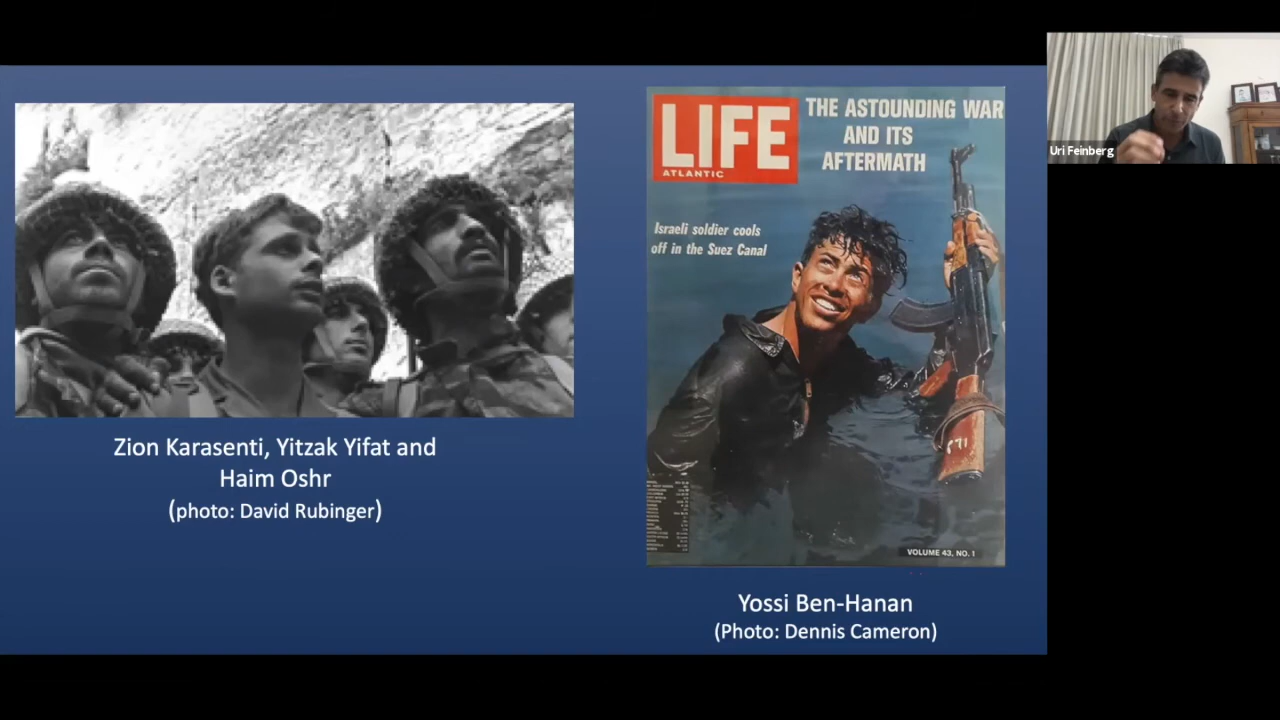 LIFE
ATLANTIC
THE ASTOUNDING WAR
AND ITS
AFTERMATH
Israeli soldier cools
off in the Suez Canal
VOLUME 43, NO. 1
Zion Karasenti, Yitzak Yifat and
Haim Oshr
(photo: David Rubinger)
Yossi Ben-Hanan
(Photo: Dennis Cameron)
Uri Feinberg